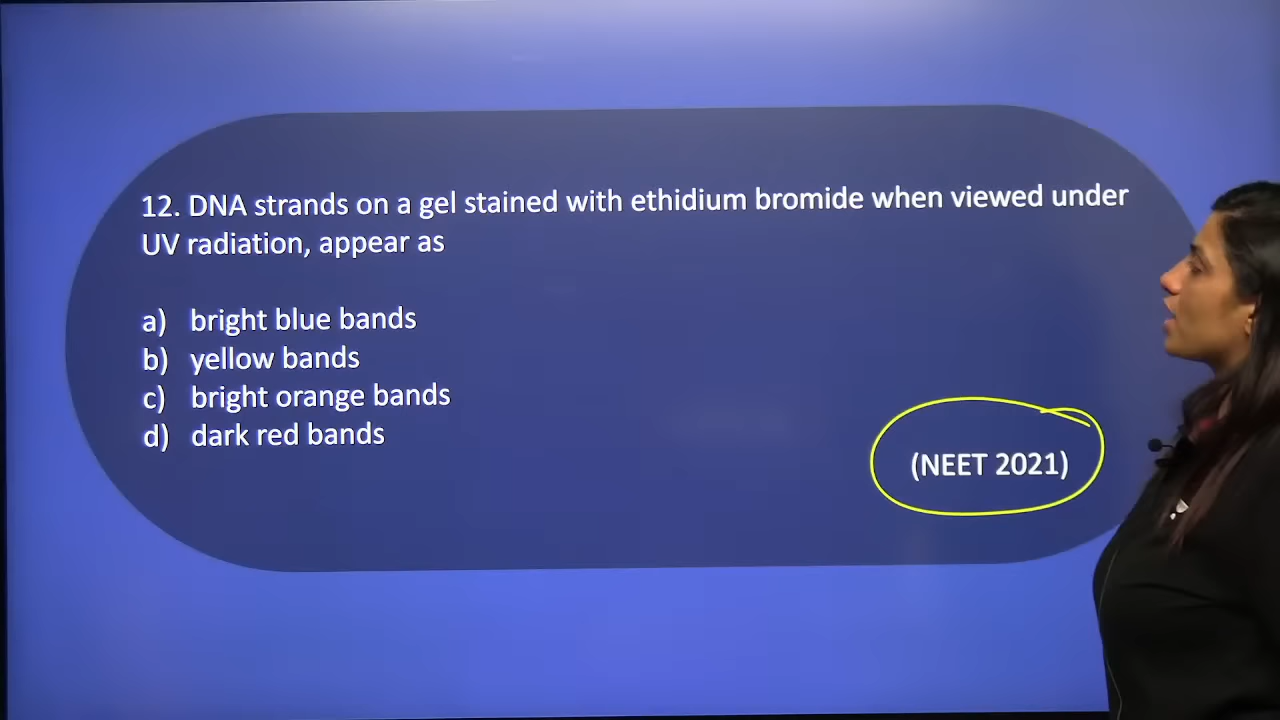 12. DNA strands on a gel stained with ethidium bromide when viewed under
UV radiation, appear as
a) bright blue bands
b) yellow bands
c) bright orange bands
d) dark red bands
(NEET 2021)